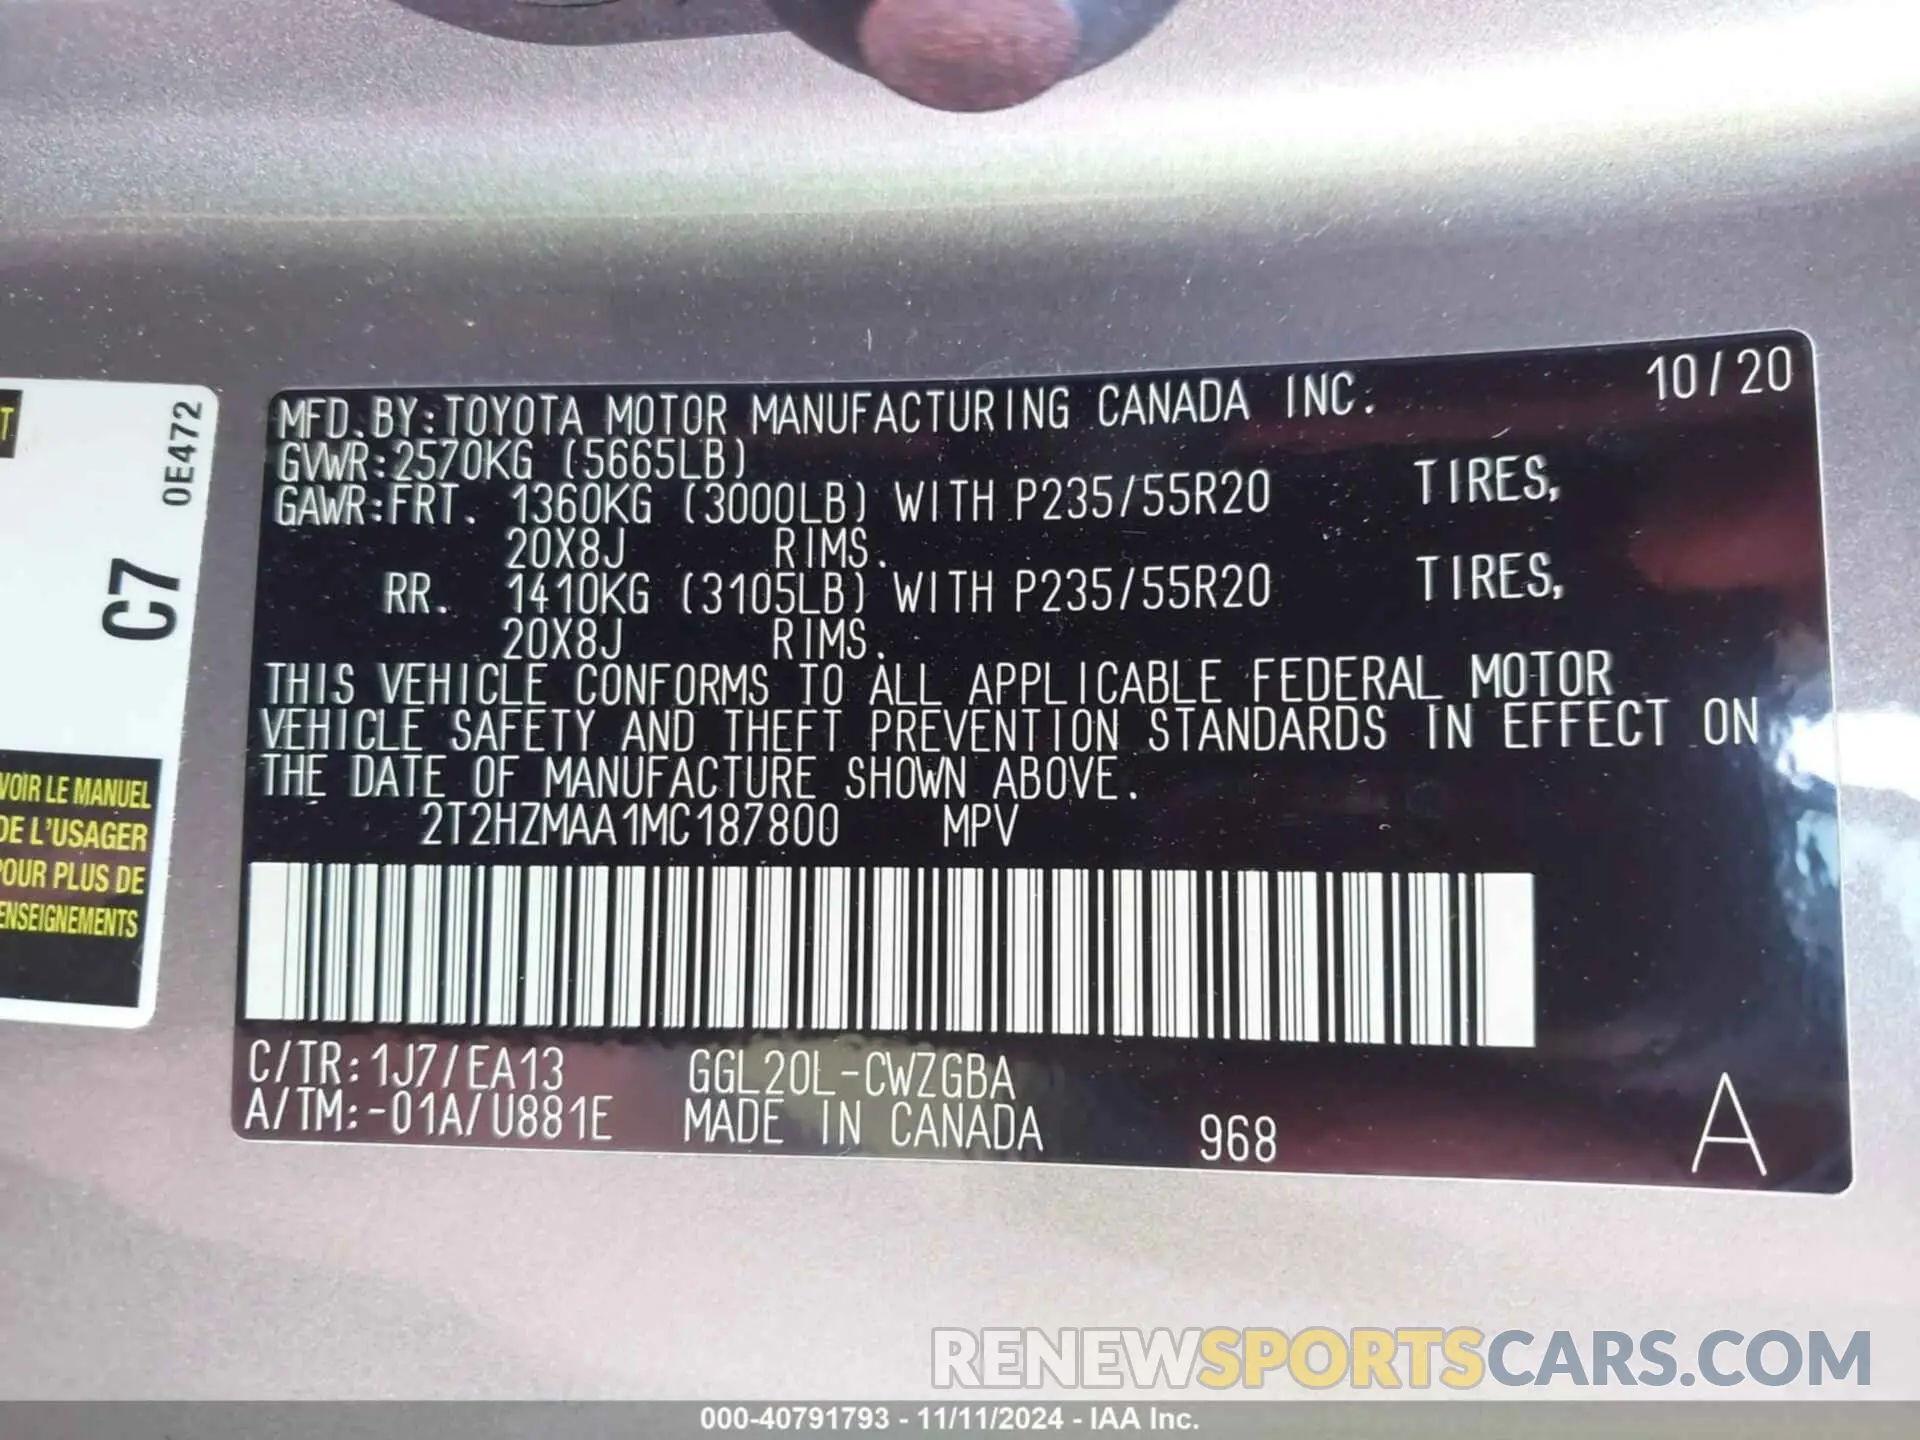 T
0E472
C7
VOIR LE MANUEL
DE L'USAGER
POUR PLUS DE
ENSEIGNEMENTS
10/20
MFD.BY:TOYOTA MOTOR MANUFACTURING CANADA INC.
GVWR:2570KG (5665LB)
GAWR:FRT. 1360KG (3000LB) WITH P235/55R20 TIRES,
20X8J RIMS.
RR. 1410KG (3105LB) WITH P235/55R20 TIRES,
20X8J RIMS.
THIS VEHICLE CONFORMS TO ALL APPLICABLE FEDERAL MOTOR
VEHICLE SAFETY AND THEFT PREVENTION STANDARDS IN EFFECT ON
THE DATE OF MANUFACTURE SHOWN ABOVE.
2T2HZMAA1MC187800 MPV
C/TR:1J7/EA13 GGL20L-CWZGBA
A/TM:-01A/U881E MADE IN CANADA 968 A
RENEWSPORTSCARS.COM
000-40791793 - 11/11/2024 - IAA Inc.